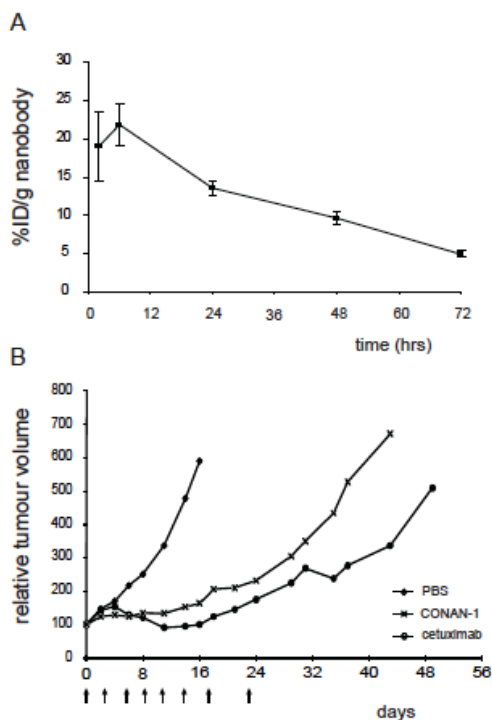 A
%ID/g nanobody
30
25
20
15
10
5
0
0 12 24 36 48 60 72
time (hrs)
B
relative tumour volume
800
700
600
500
400
300
200
100
0
PBS
CONAN-1
cetuximab
0 8 16 24 32 40 48 56
days